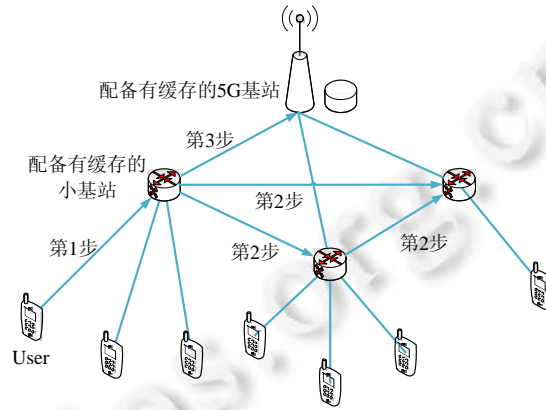 配备有缓存的5G基站
第3步
配备有缓存的
小基站
第2步
第1步
第2步
第2步
User